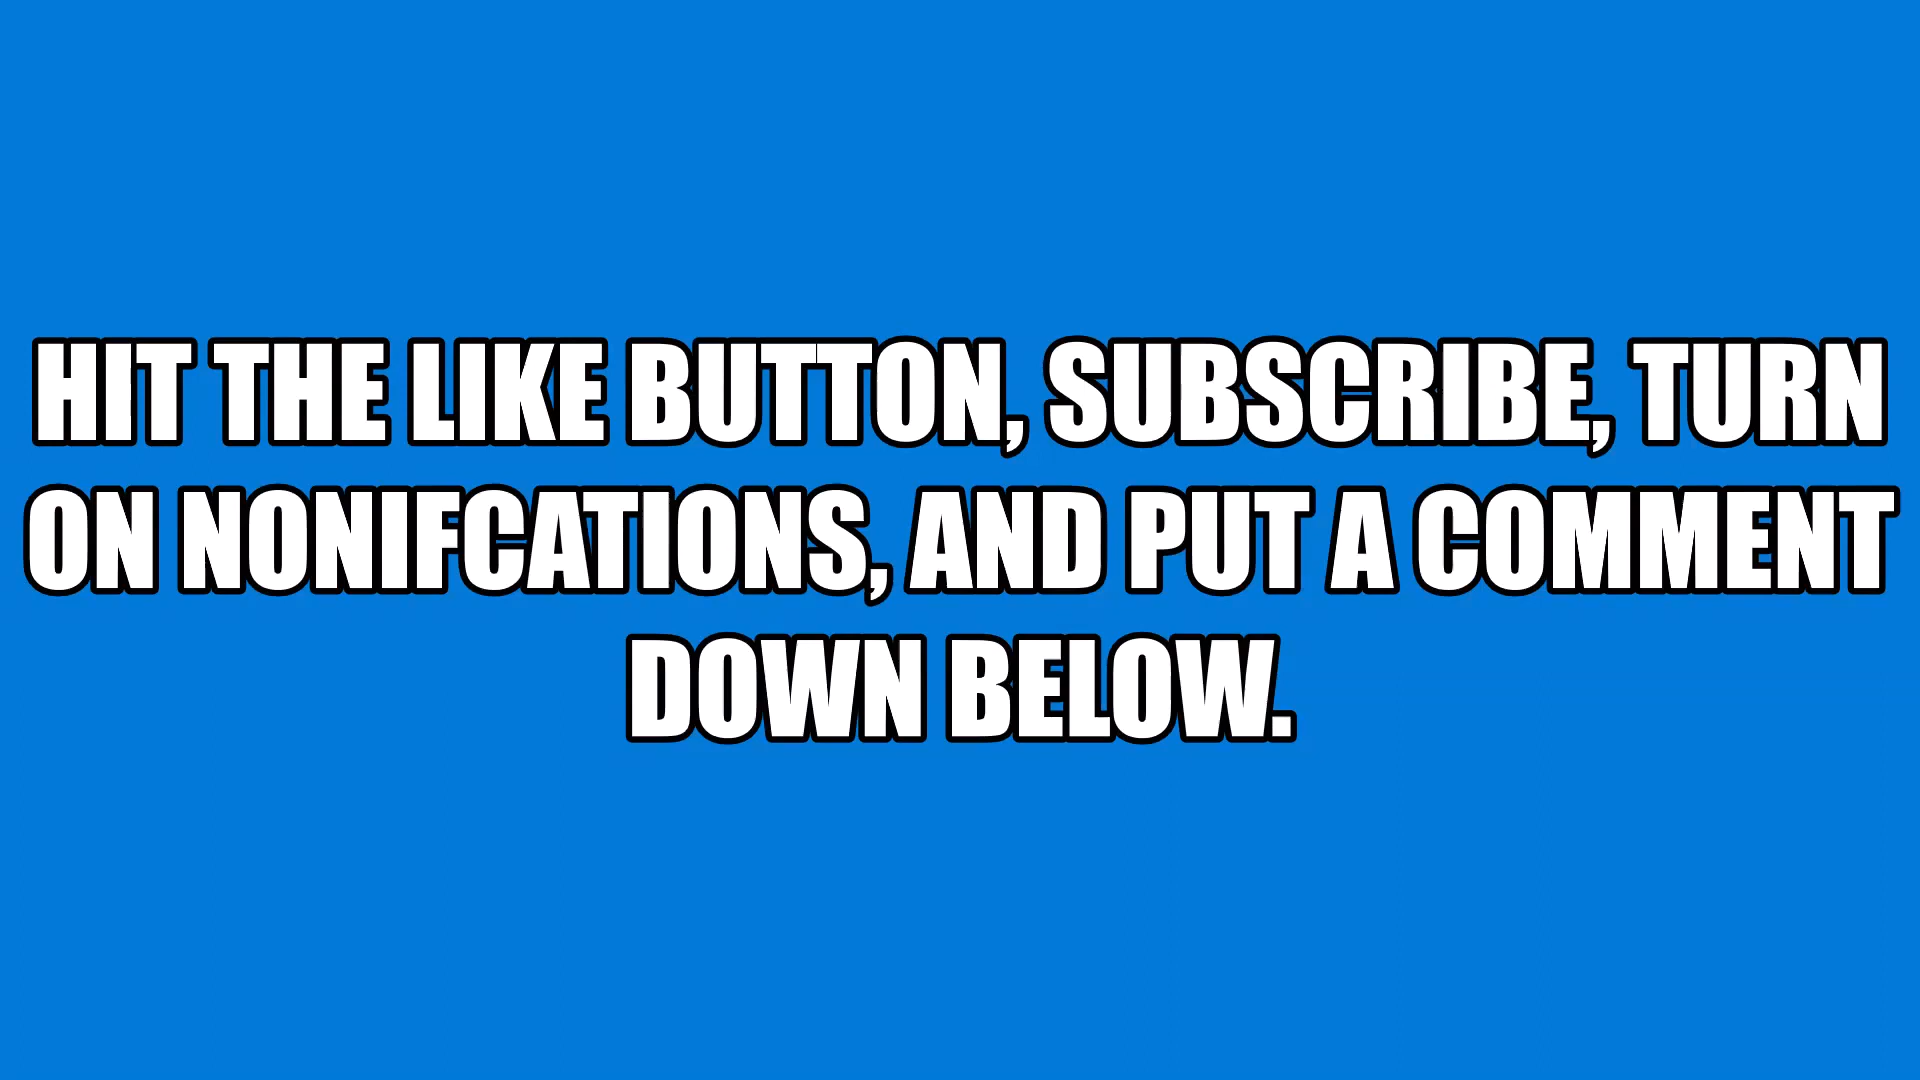 HIT THE LIKE BUTTON, SUBSCRIBE, TURN
ON NONIFCATIONS, AND PUT A COMMENT
DOWN BELOW.